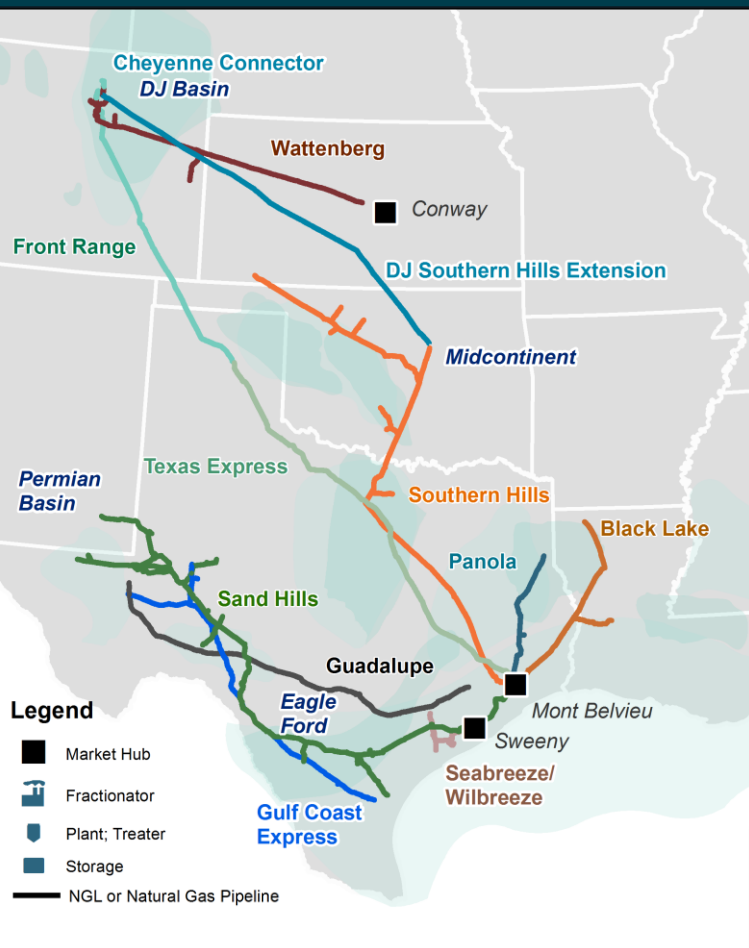 Cheyenne Connector
DJ Basin
Wattenberg
Conway
Front Range
DJ Southern Hills Extension
Midcontinent
Texas Express
Permian
Basin
Southern Hills
Black Lake
Panola
Sand Hills
Guadalupe
Eagle
Ford
Mont Belvieu
Sweeny
Seabreeze/
Wilbreeze
Gulf Coast
Express
Legend
Market Hub
Fractionator
Plant; Treater
Storage
NGL or Natural Gas Pipeline